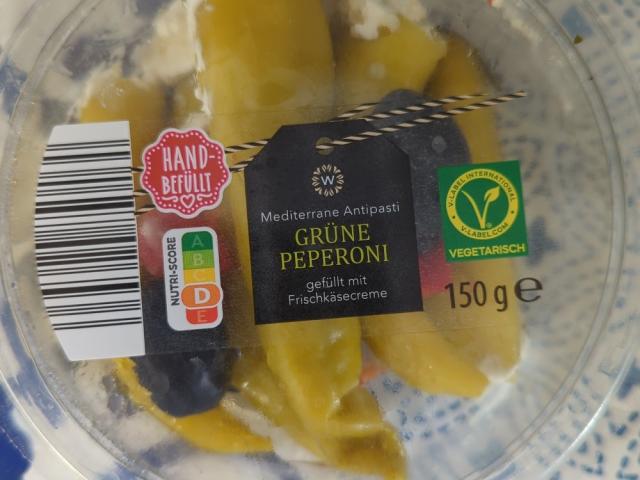 HAND-
BEFÜLLT
W
Mediterrane Antipasti
GRÜNE
PEPERONI
gefüllt mit
Frischkäsecreme
NUTRI-SCORE
A
B
C
D
E
V-LABEL INTERNATIONAL
V-LABEL.COM
VEGETARISCH
150 g e